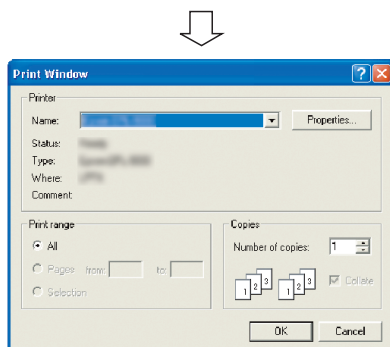 Print Window
Printer
Name:
Properties...
Status:
Type:
Where:
Comment
Print range
All
Pages from: to:
Selection
Copies
Number of copies: 1
1 2 3 1 2 3
Collate
OK Cancel